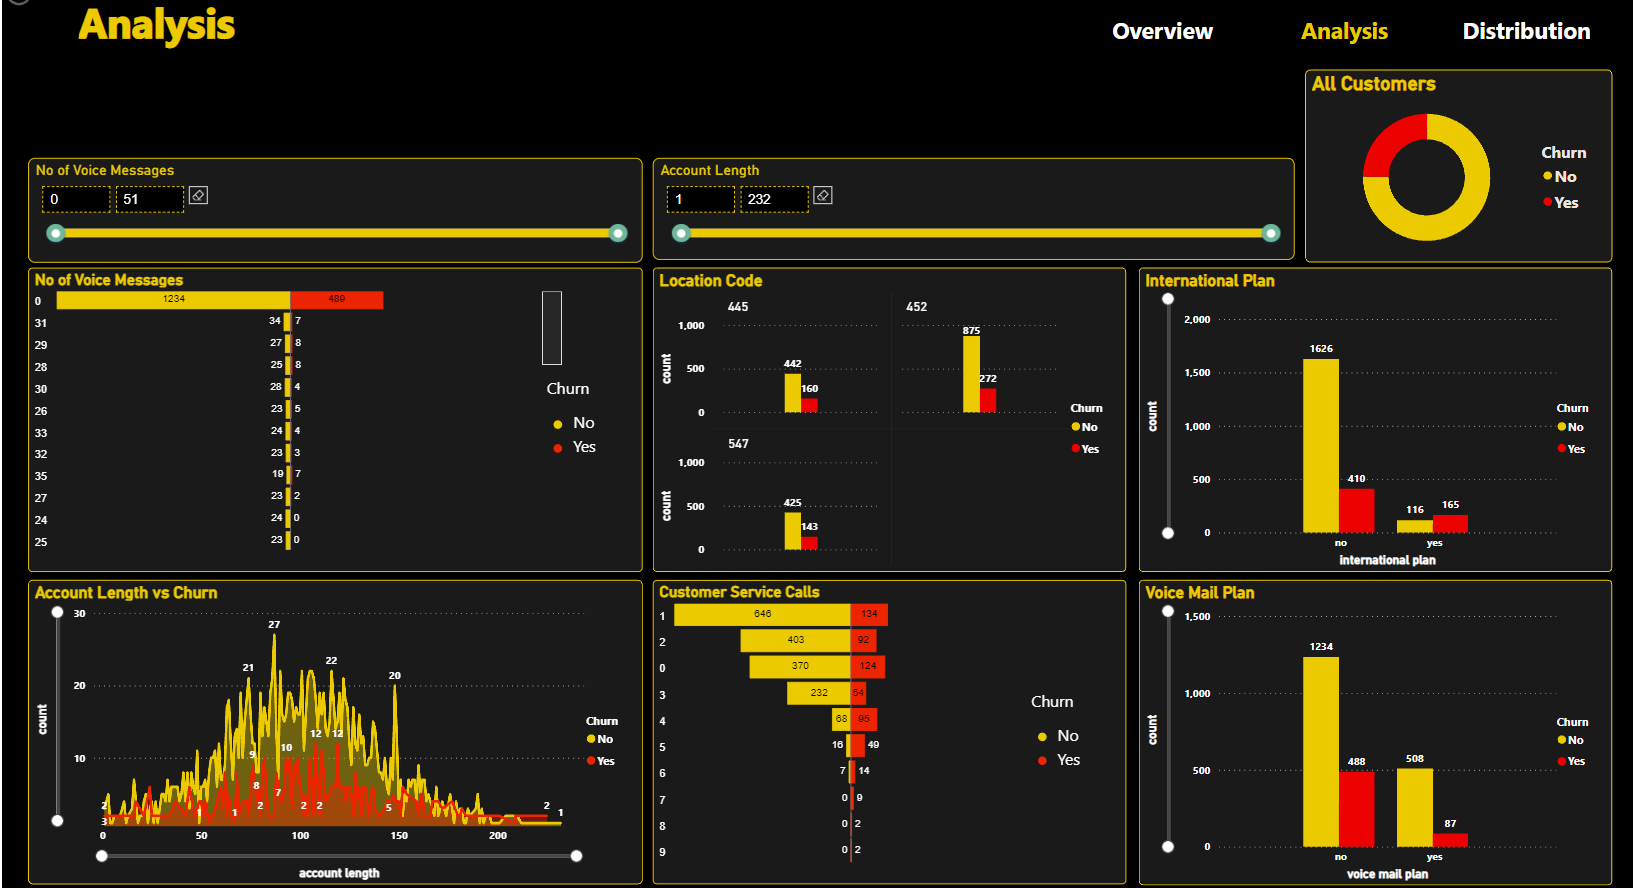 Analysis
Overview
Analysis
Distribution
All Customers
Churn
No
Yes
No of Voice Messages
0
51
Account Length
1
232
No of Voice Messages
0
1234
489
31
34
7
29
27
8
28
25
8
30
28
4
26
23
5
33
24
4
32
23
3
35
19
7
27
23
2
24
24
0
25
23
0
Churn
No
Yes
Location Code
445
452
1,000
500
0
count
442
160
875
272
547
1,000
500
0
count
425
143
Churn
No
Yes
International Plan
2,000
1,500
1,000
500
0
count
1626
410
116
165
no
yes
international plan
Churn
No
Yes
Account Length vs Churn
30
20
10
count
27
21
22
20
9
10
12
12
8
7
2
3
1
1
2
2
2
5
2
1
0
50
100
150
200
account length
Churn
No
Yes
Customer Service Calls
1
646
134
2
403
92
0
370
124
3
232
54
4
68
95
5
16
49
6
7
14
7
0
9
8
0
2
9
0
2
Churn
No
Yes
Voice Mail Plan
1,500
1,000
500
0
count
1234
488
508
87
no
yes
voice mail plan
Churn
No
Yes